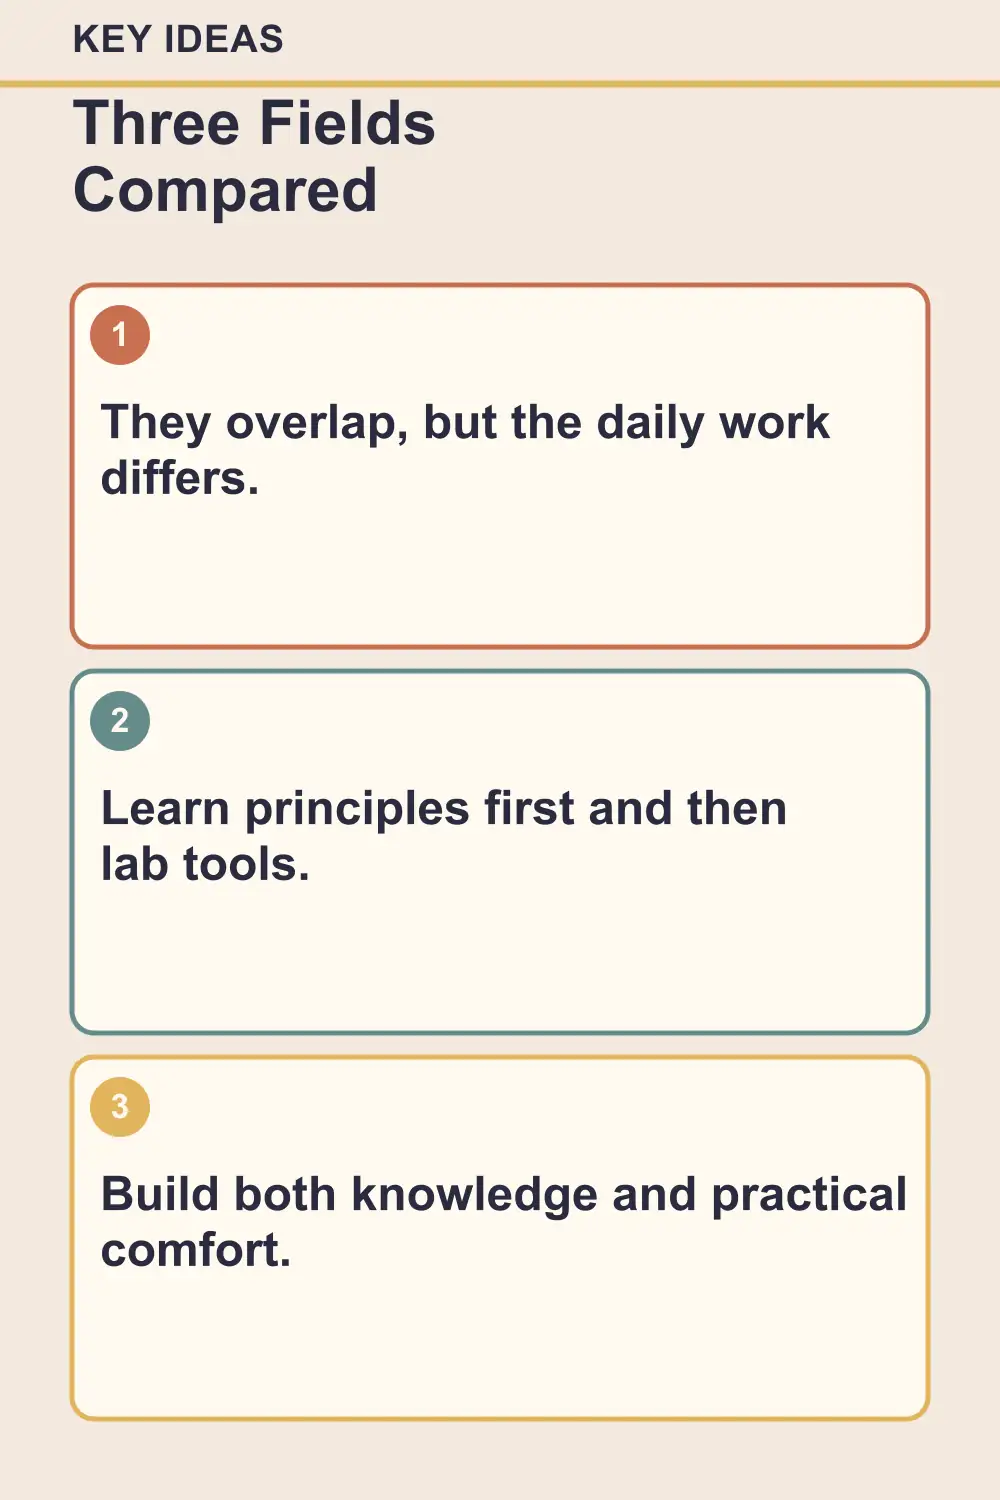 KEY IDEAS
Three Fields
Compared
1
They overlap, but the daily work
differs.
2
Learn principles first and then
lab tools.
3
Build both knowledge and practical
comfort.